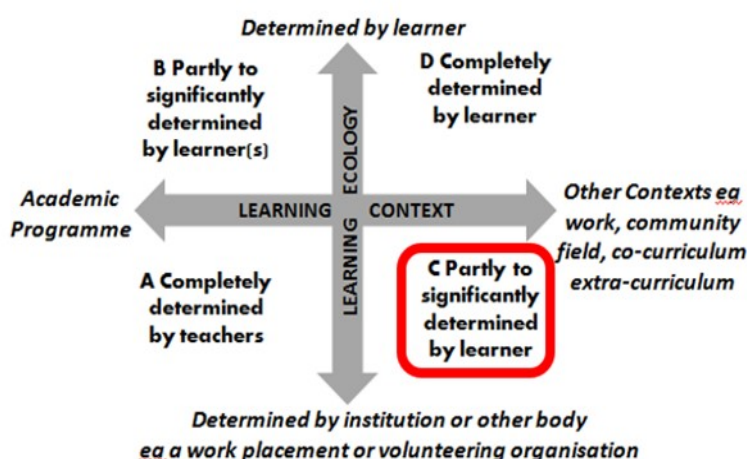 Determined by learner
B Partly to
significantly
determined
by learner(s)
D Completely
determined
by learner
Academic
Programme
LEARNING CONTEXT
LEARNING ECOLOGY
Other Contexts eg
work, community
field, co-curriculum
extra-curriculum
A Completely
determined
by teachers
C Partly to
significantly
determined
by learner
Determined by institution or other body
eg a work placement or volunteering organisation